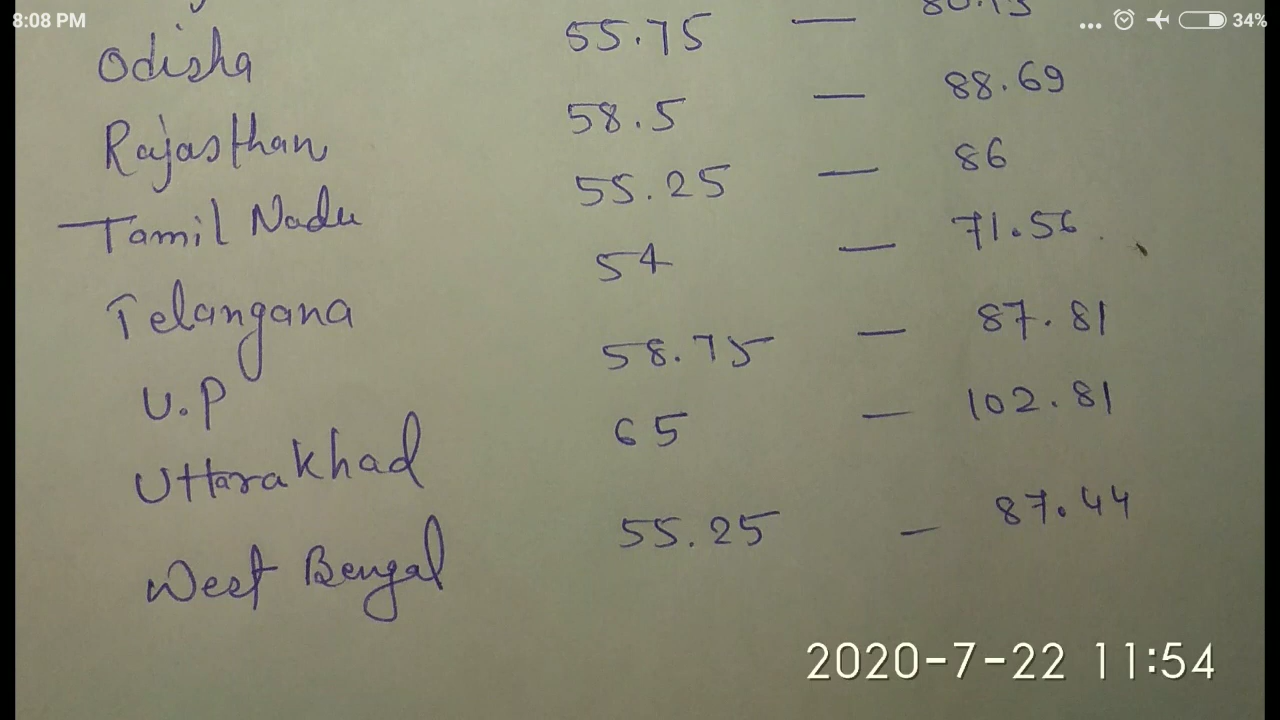 8:08 PM ... 34%
Odisha 55.75 —
Rajasthan 58.5 — 88.69
Tamil Nadu 55.25 — 86
Telangana 54 — 71.56
U.P 58.75 — 87.81
Uttarakhad 65 — 102.81
West Bengal 55.25 — 87.44
2020-7-22 11:54